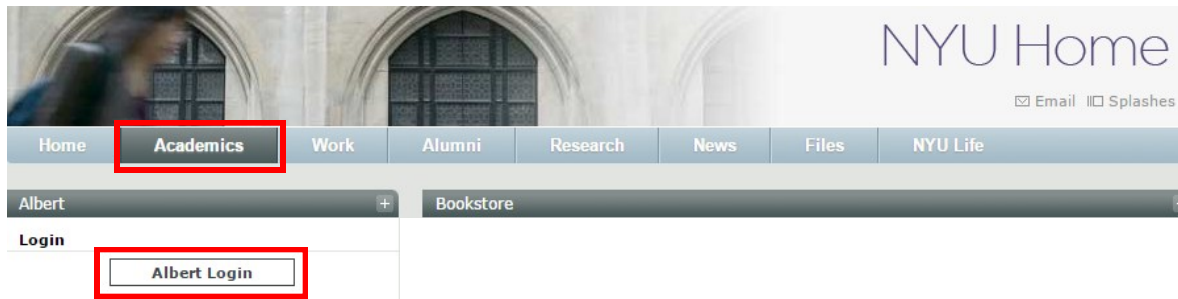 NYU Home
Email Splashes
Home Academics Work Alumni Research News Files NYU Life
Albert + Bookstore
Login
Albert Login